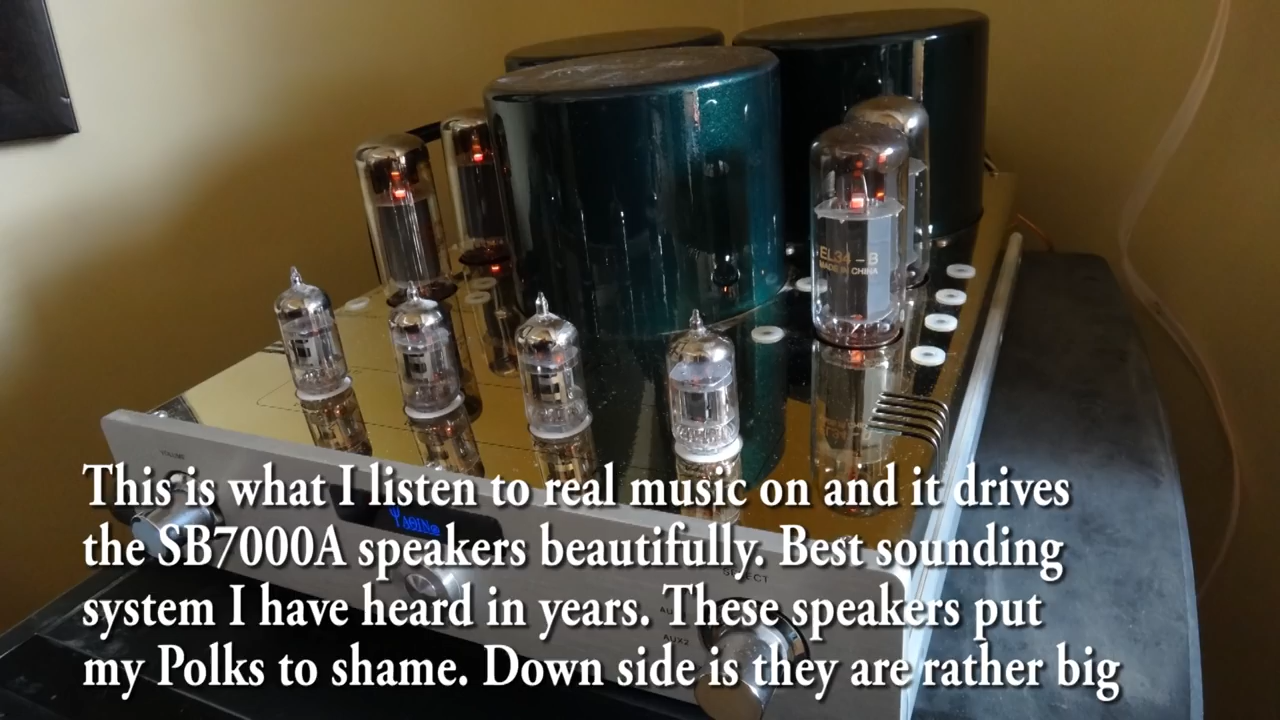 EL34-B
MADE IN CHINA
VOLUME
YAQIN®
SELECT
AUX2
This is what I listen to real music on and it drives
the SB7000A speakers beautifully. Best sounding
system I have heard in years. These speakers put
my Polks to shame. Down side is they are rather big